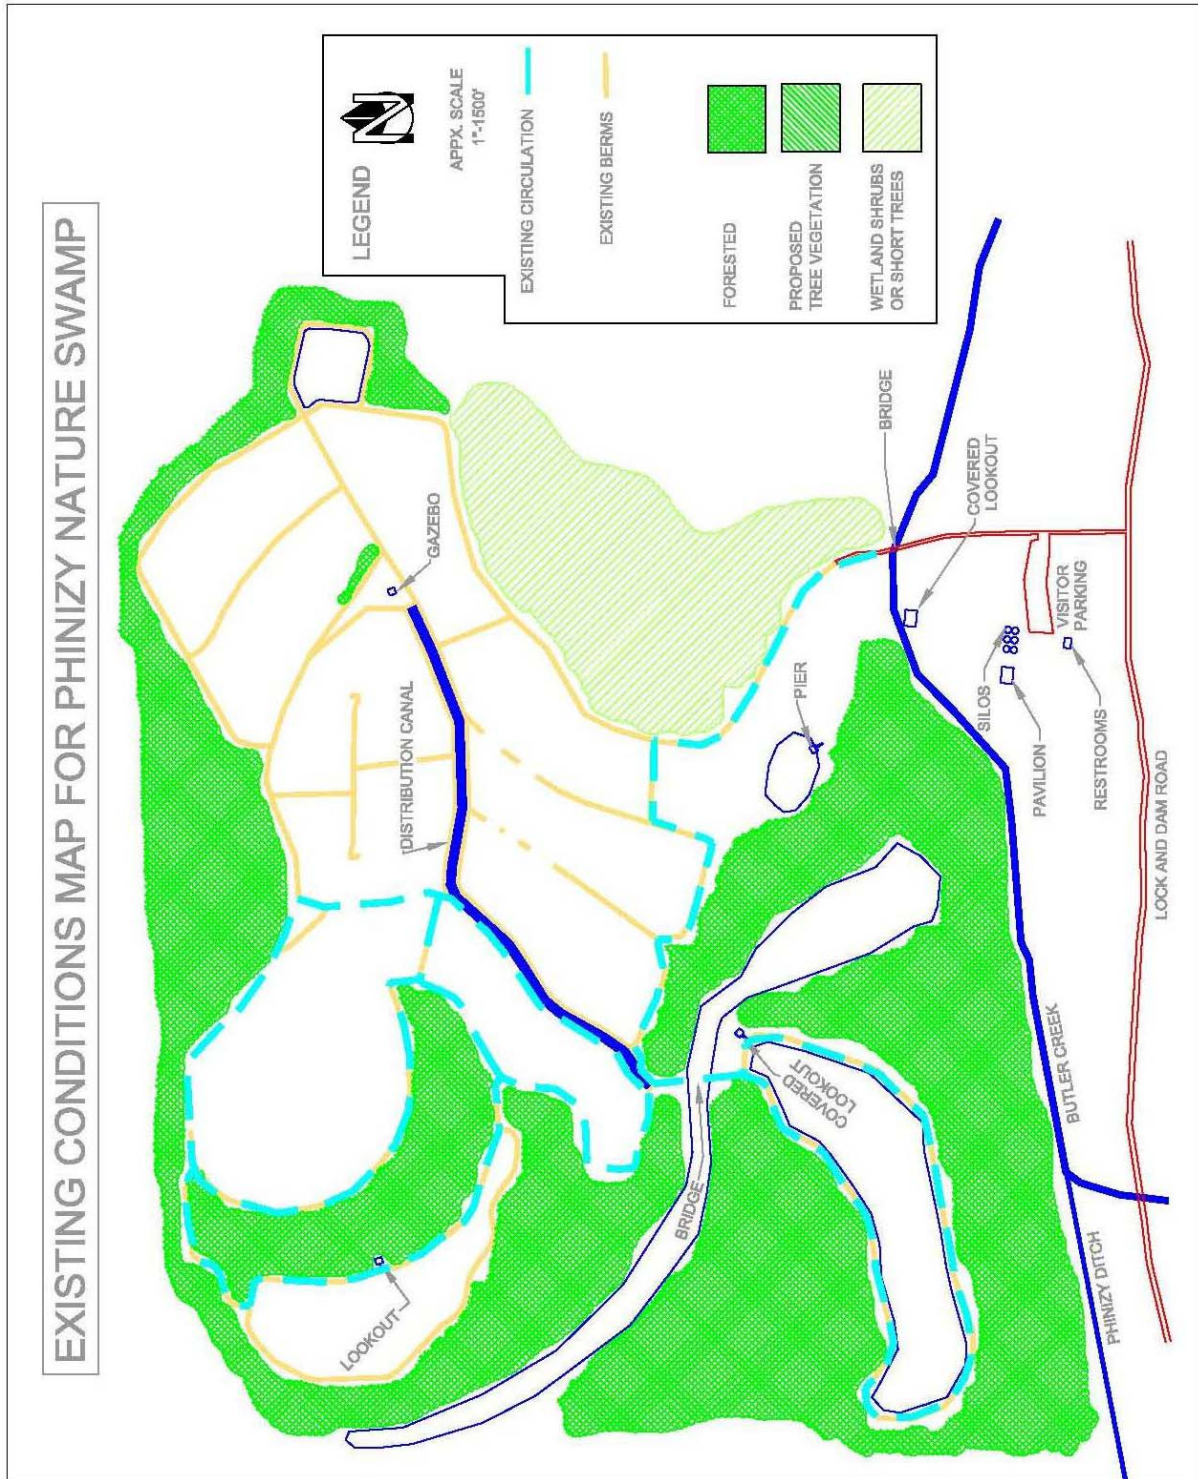 EXISTING CONDITIONS MAP FOR PHINIZY NATURE SWAMP
LEGEND
N
APPX. SCALE
1"-1500'
EXISTING CIRCULATION
EXISTING BERMS
FORESTED
PROPOSED
TREE VEGETATION
WETLAND SHRUBS
OR SHORT TREES
GAZEBO
DISTRIBUTION CANAL
LOOKOUT
BRIDGE
COVERED
LOOKOUT
PIER
BRIDGE
COVERED
LOOKOUT
SILOS
888
PAVILION
VISITOR
PARKING
RESTROOMS
BUTLER CREEK
PHINIZY DITCH
LOCK AND DAM ROAD